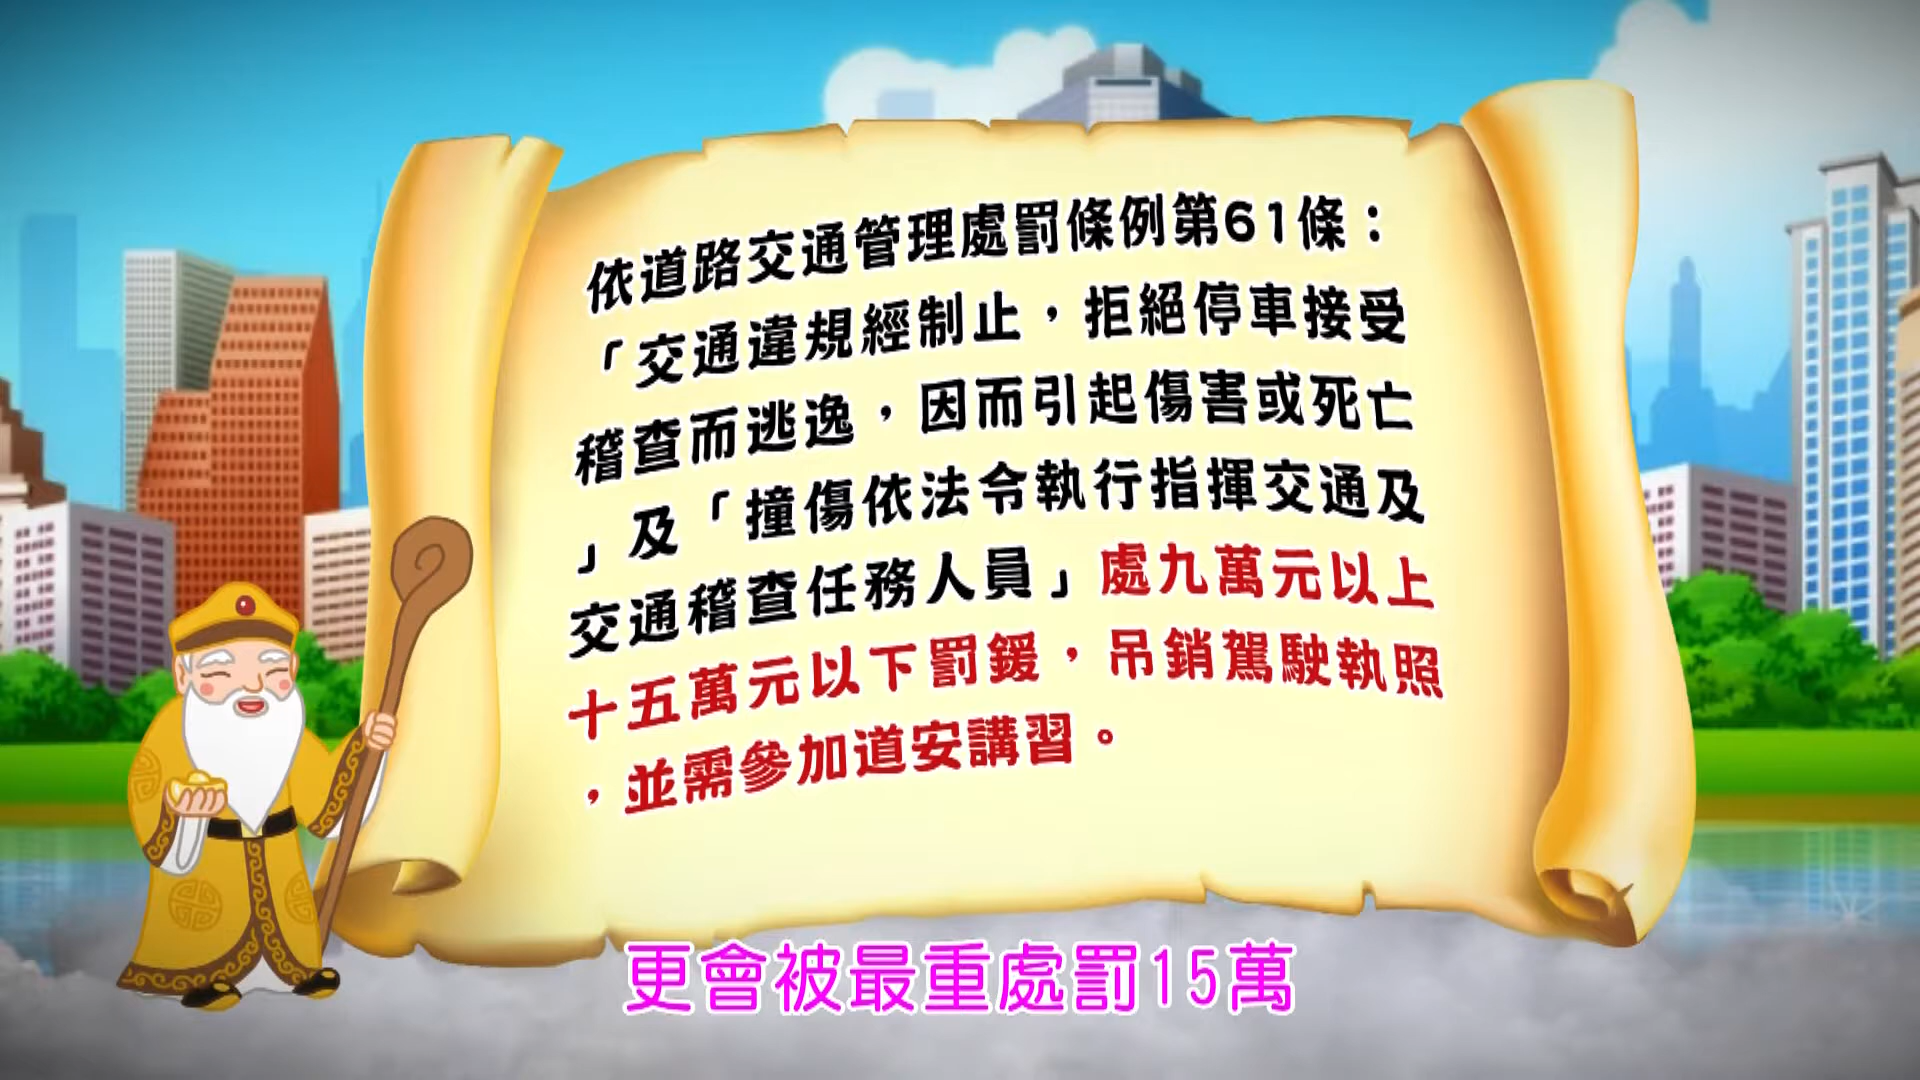 依道路交通管理處罰條例第61條：
「交通違規經制止，拒絕停車接受
稽查而逃逸，因而引起傷害或死亡
」及「撞傷依法令執行指揮交通及
交通稽查任務人員」處九萬元以上
十五萬元以下罰鍰，吊銷駕駛執照
，並需參加道安講習。
更會被最重處罰15萬